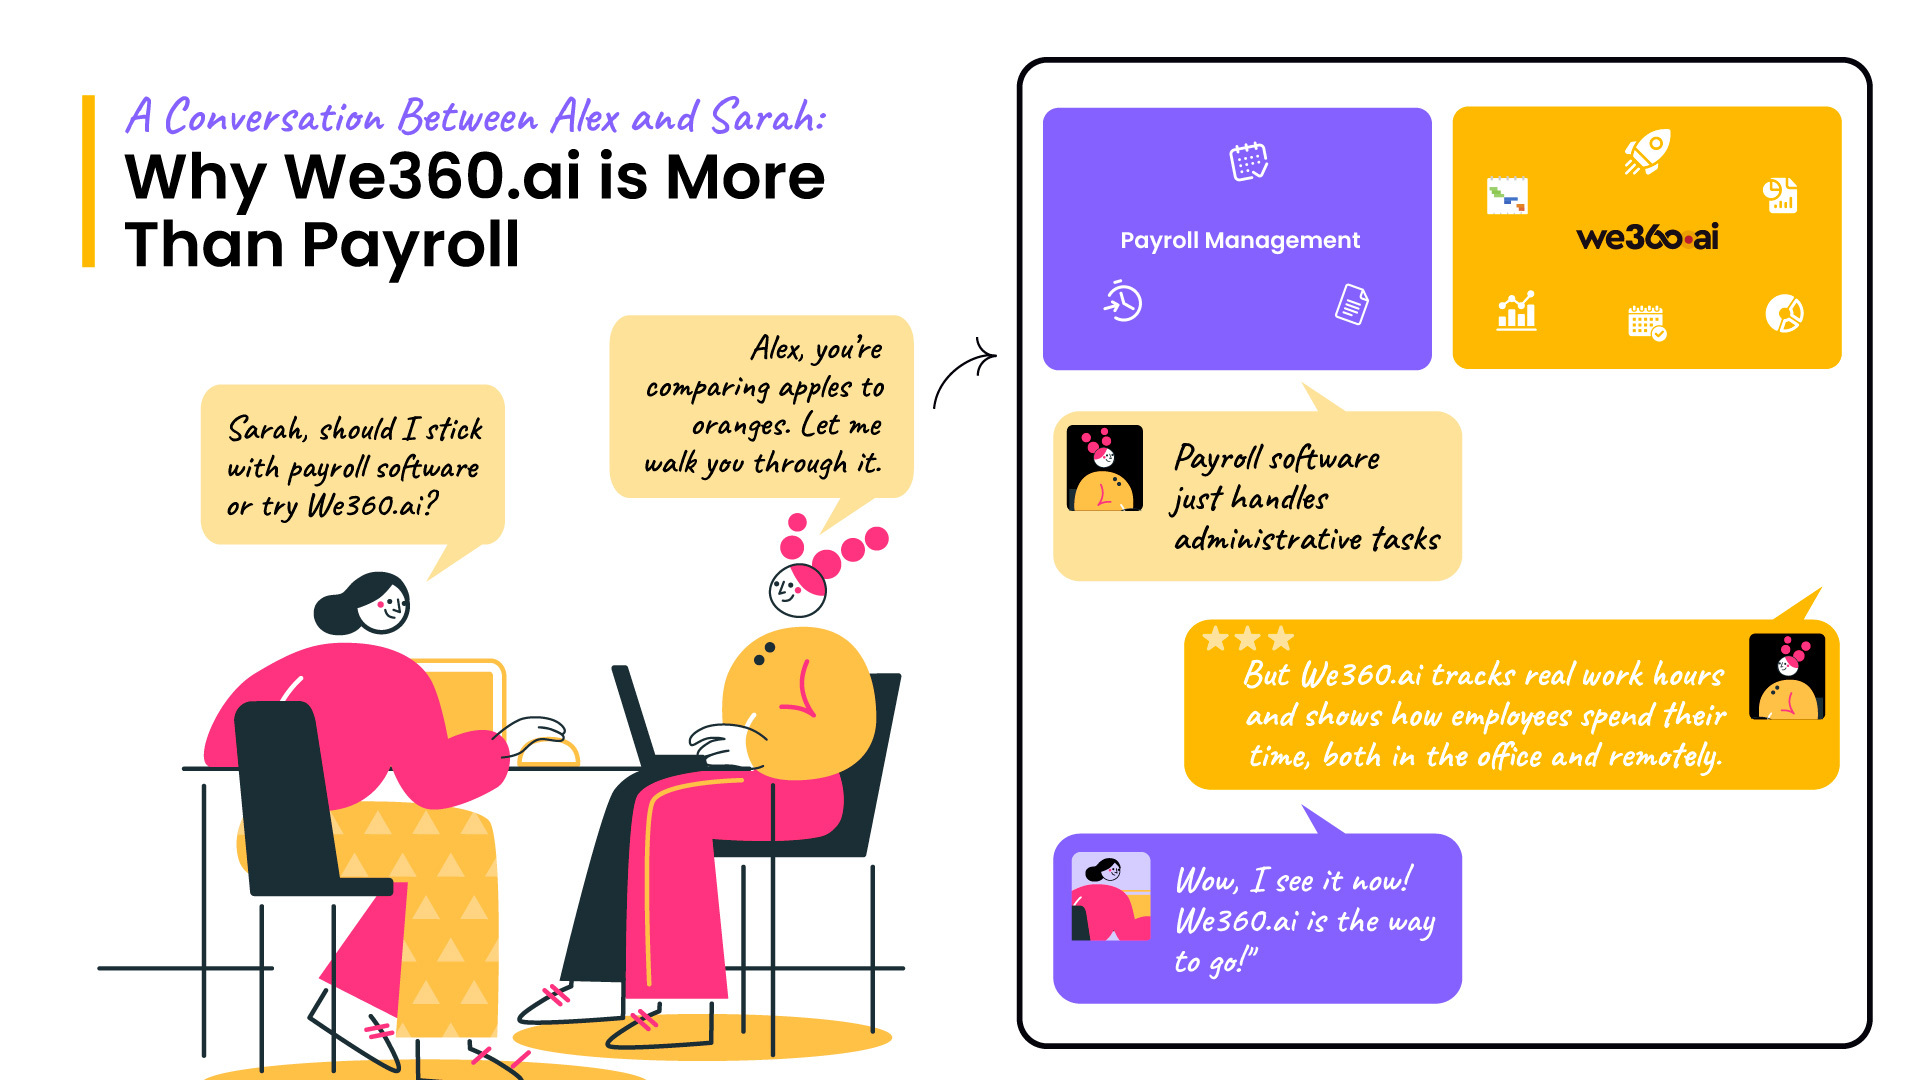 A Conversation Between Alex and Sarah:
Why We360.ai is More
Than Payroll
Sarah, should I stick
with payroll software
or try We360.ai?
Alex, you're
comparing apples to
oranges. Let me
walk you through it.
Payroll Management
we360.ai
Payroll software
just handles
administrative tasks
But We360.ai tracks real work hours
and shows how employees spend their
time, both in the office and remotely.
Wow, I see it now!
We360.ai is the way
to go!"